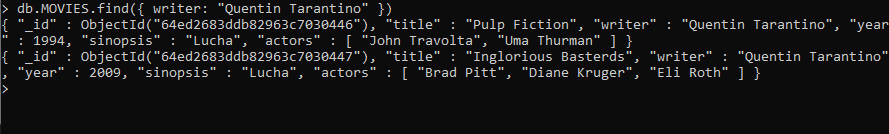 > db.MOVIES.find({ writer: "Quentin Tarantino" })
{ "_id" : ObjectId("64ed2683ddb82963c7030446"), "title" : "Pulp Fiction", "writer" : "Quentin Tarantino", "year"
 : 1994, "sinopsis" : "Lucha", "actors" : [ "John Travolta", "Uma Thurman" ] }
{ "_id" : ObjectId("64ed2683ddb82963c7030447"), "title" : "Inglorious Basterds", "writer" : "Quentin Tarantino"
, "year" : 2009, "sinopsis" : "Lucha", "actors" : [ "Brad Pitt", "Diane Kruger", "Eli Roth" ] }
>